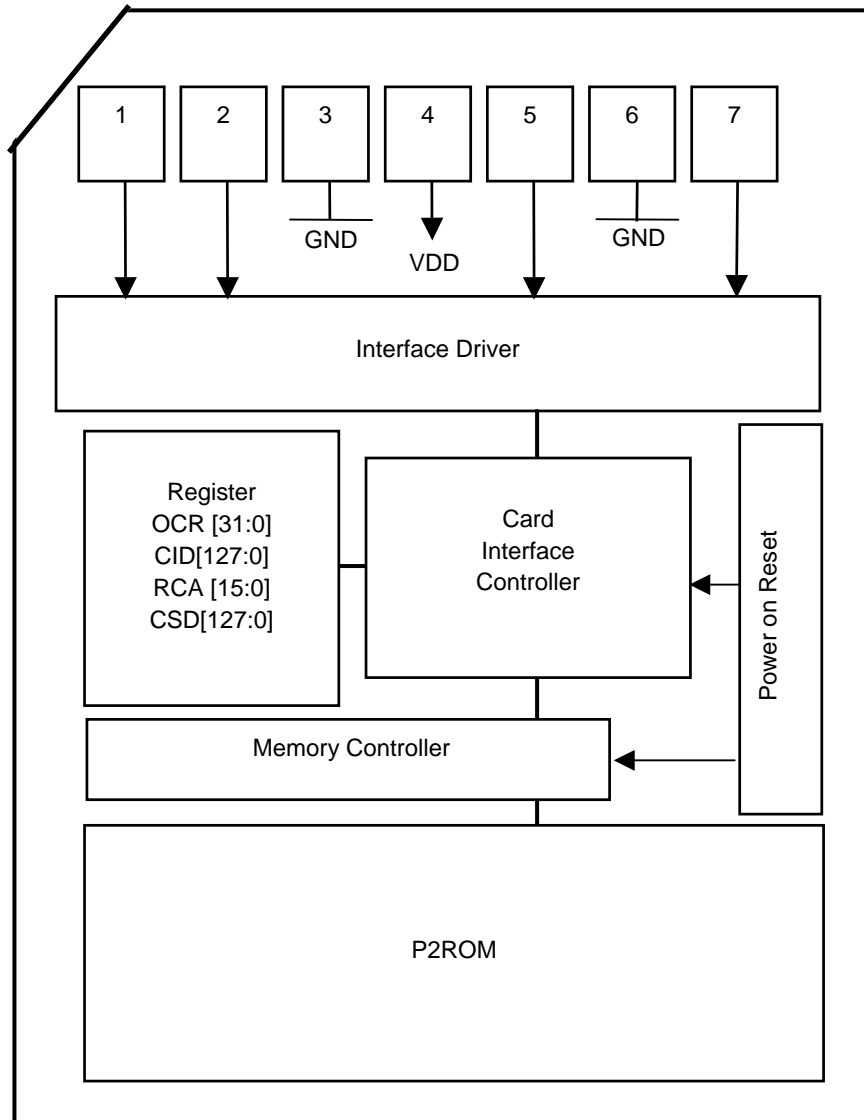 1 2 3 4 5 6 7
GND
VDD
GND
Interface Driver
Register
OCR [31:0]
CID[127:0]
RCA [15:0]
CSD[127:0]
Card
Interface
Controller
Power on Reset
Memory Controller
P2ROM